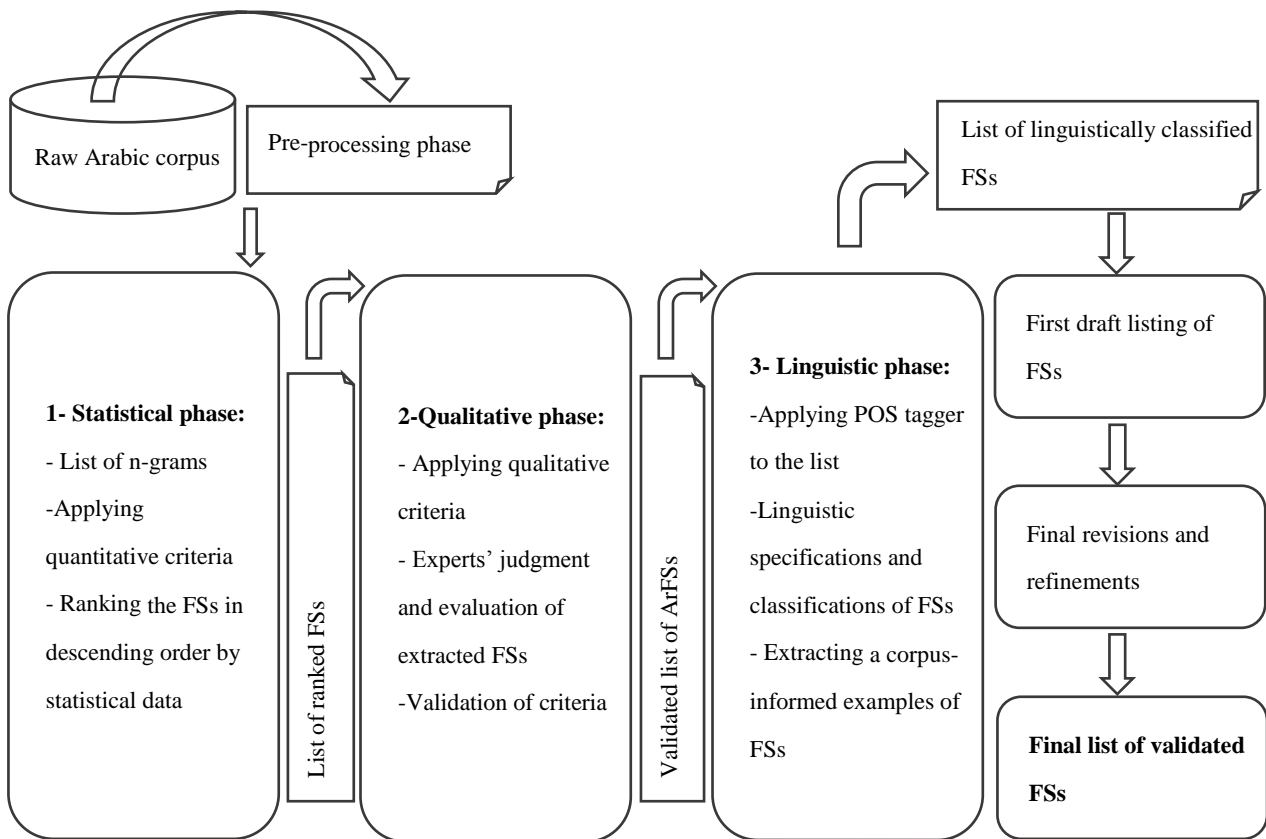 Raw Arabic corpus
Pre-processing phase
1- Statistical phase:
- List of n-grams
-Applying
quantitative criteria
- Ranking the FSs in
descending order by
statistical data
List of ranked FSs
2-Qualitative phase:
- Applying qualitative
criteria
- Experts’ judgment
and evaluation of
extracted FSs
-Validation of criteria
Validated list of ArFSs
3- Linguistic phase:
-Applying POS tagger
to the list
-Linguistic
specifications and
classifications of FSs
- Extracting a corpus-
informed examples of
FSs
List of linguistically classified
FSs
First draft listing of
FSs
Final revisions and
refinements
Final list of validated
FSs